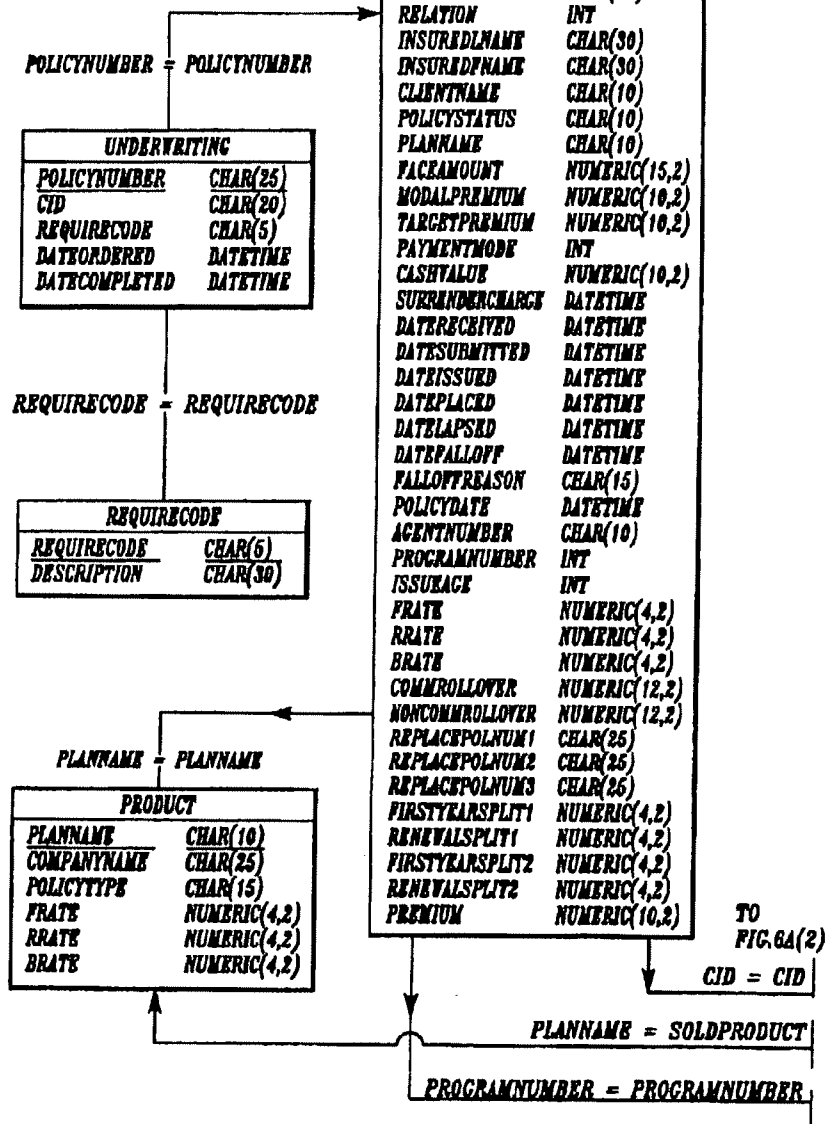 RELATION INT
INSUREDLNAME CHAR(30)
INSUREDFNAME CHAR(30)
CLIENTNAME CHAR(10)
POLICYSTATUS CHAR(10)
PLANNAME CHAR(10)
FACEAMOUNT NUMERIC(15,2)
MODALPREMIUM NUMERIC(10,2)
TARGETPREMIUM NUMERIC(10,2)
PAYMENTMODE INT
CASHVALUE NUMERIC(10,2)
SURRENDERCHARGE DATETIME
DATERECEIVED DATETIME
DATESUBMITTED DATETIME
DATEISSUED DATETIME
DATEPLACED DATETIME
DATELAPSED DATETIME
DATEFALLOFF DATETIME
FALLOFFREASON CHAR(15)
POLICYDATE DATETIME
AGENTNUMBER CHAR(10)
PROGRAMNUMBER INT
ISSUEAGE INT
FRATE NUMERIC(4,2)
RRATE NUMERIC(4,2)
BRATE NUMERIC(4,2)
COMMROLLOVER NUMERIC(12,2)
NONCOMMROLLOVER NUMERIC(12,2)
REPLACEPOLNUM1 CHAR(25)
REPLACEPOLNUM2 CHAR(25)
REPLACEPOLNUM3 CHAR(25)
FIRSTYEARSPLIT1 NUMERIC(4,2)
RENEWALSPLIT1 NUMERIC(4,2)
FIRSTYEARSPLIT2 NUMERIC(4,2)
RENEWALSPLIT2 NUMERIC(4,2)
PREMIUM NUMERIC(10,2)
POLICYNUMBER = POLICYNUMBER
UNDERWRITING
POLICYNUMBER CHAR(25)
CID CHAR(20)
REQUIRECODE CHAR(5)
DATEORDERED DATETIME
DATECOMPLETED DATETIME
REQUIRECODE = REQUIRECODE
REQUIRECODE
REQUIRECODE CHAR(5)
DESCRIPTION CHAR(30)
PLANNAME = PLANNAME
PRODUCT
PLANNAME CHAR(10)
COMPANYNAME CHAR(25)
POLICYTYPE CHAR(15)
FRATE NUMERIC(4,2)
RRATE NUMERIC(4,2)
BRATE NUMERIC(4,2)
TO
FIG.6A(2)
CID = CID
PLANNAME = SOLDPRODUCT
PROGRAMNUMBER = PROGRAMNUMBER